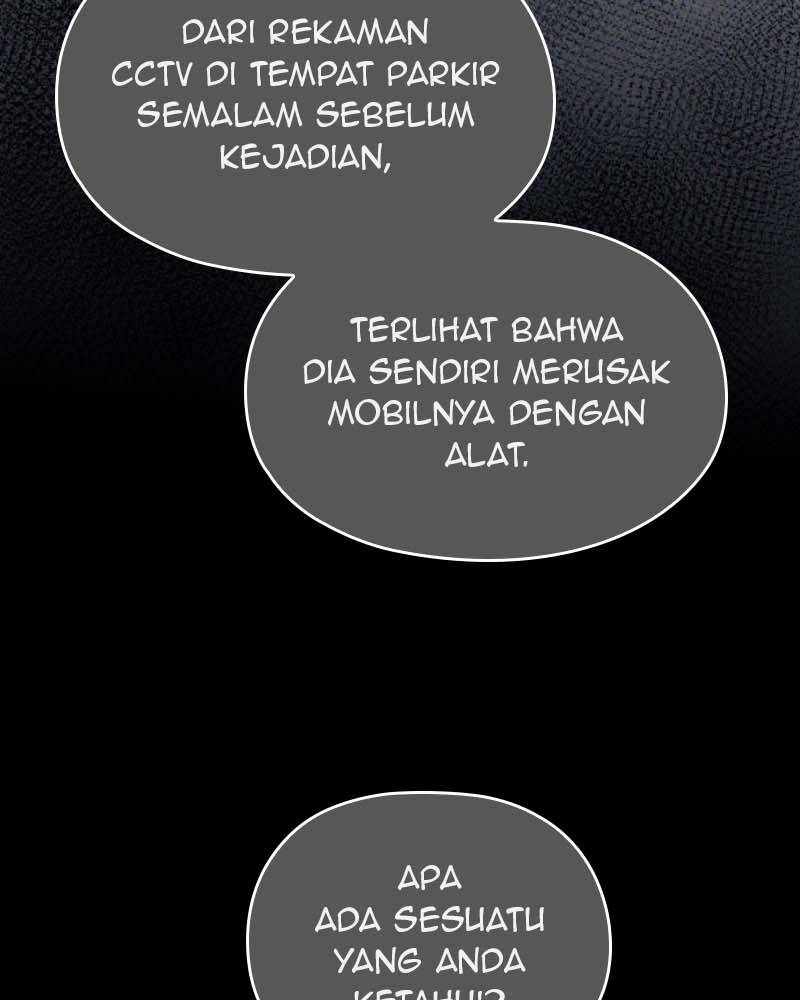 DARI REKAMAN
CCTV DI TEMPAT PARKIR
SEMALAM SEBELUM
KEJADIAN,
TERLIHAT BAHWA
DIA SENDIRI MERUSAK
MOBILNYA DENGAN
ALAT.
APA
ADA SESUATU
YANG ANDA
KETAHUI?